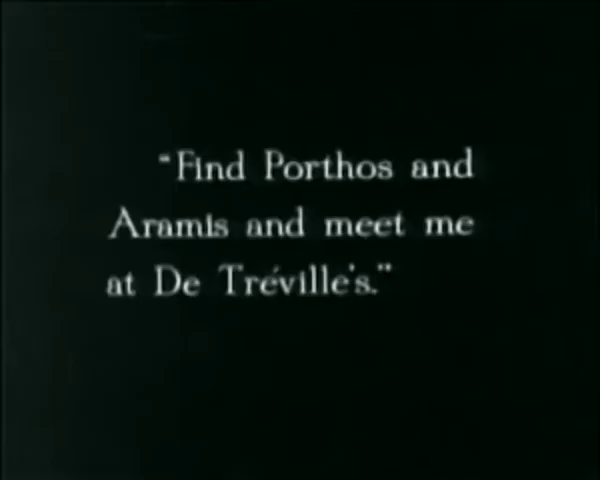 "Find Porthos and
Aramis and meet me
at De Tréville's."